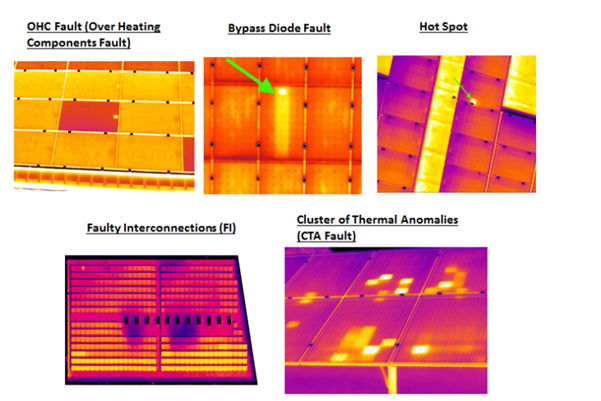 OHC Fault (Over Heating
Components Fault)
Bypass Diode Fault
Hot Spot
Faulty Interconnections (FI)
Cluster of Thermal Anomalies
(CTA Fault)